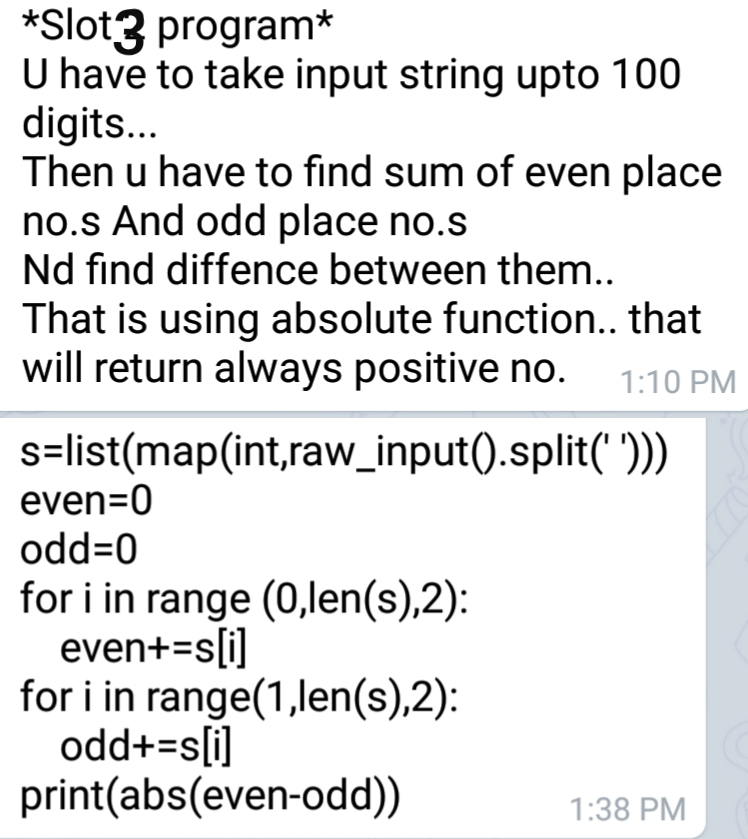 *Slot3 program*
U have to take input string upto 100
digits...
Then u have to find sum of even place
no.s And odd place no.s
Nd find diffence between them..
That is using absolute function.. that
will return always positive no.
1:10 PM
s=list(map(int,raw_input().split(' ')))
even=0
odd=0
for i in range (0,len(s),2):
    even+=s[i]
for i in range(1,len(s),2):
    odd+=s[i]
print(abs(even-odd))
1:38 PM